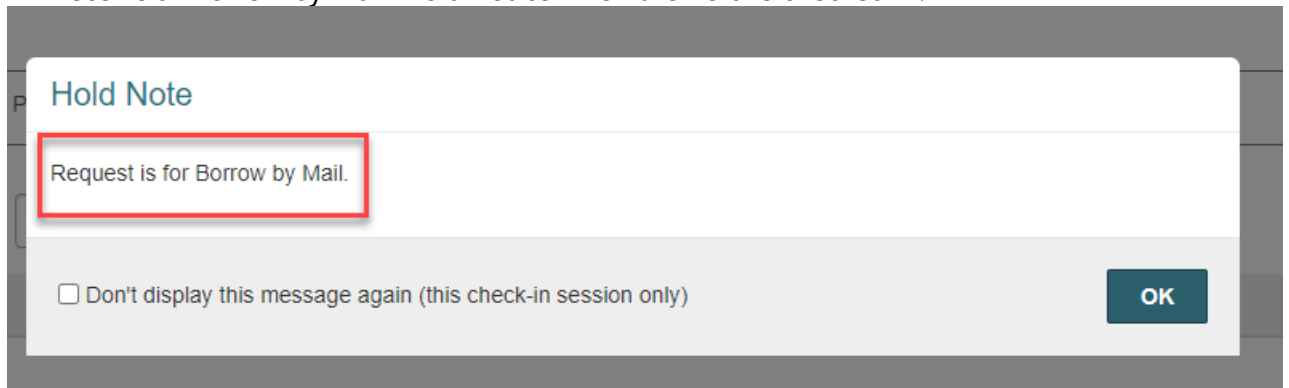 P
Hold Note
Request is for Borrow by Mail.
Don't display this message again (this check-in session only)
OK